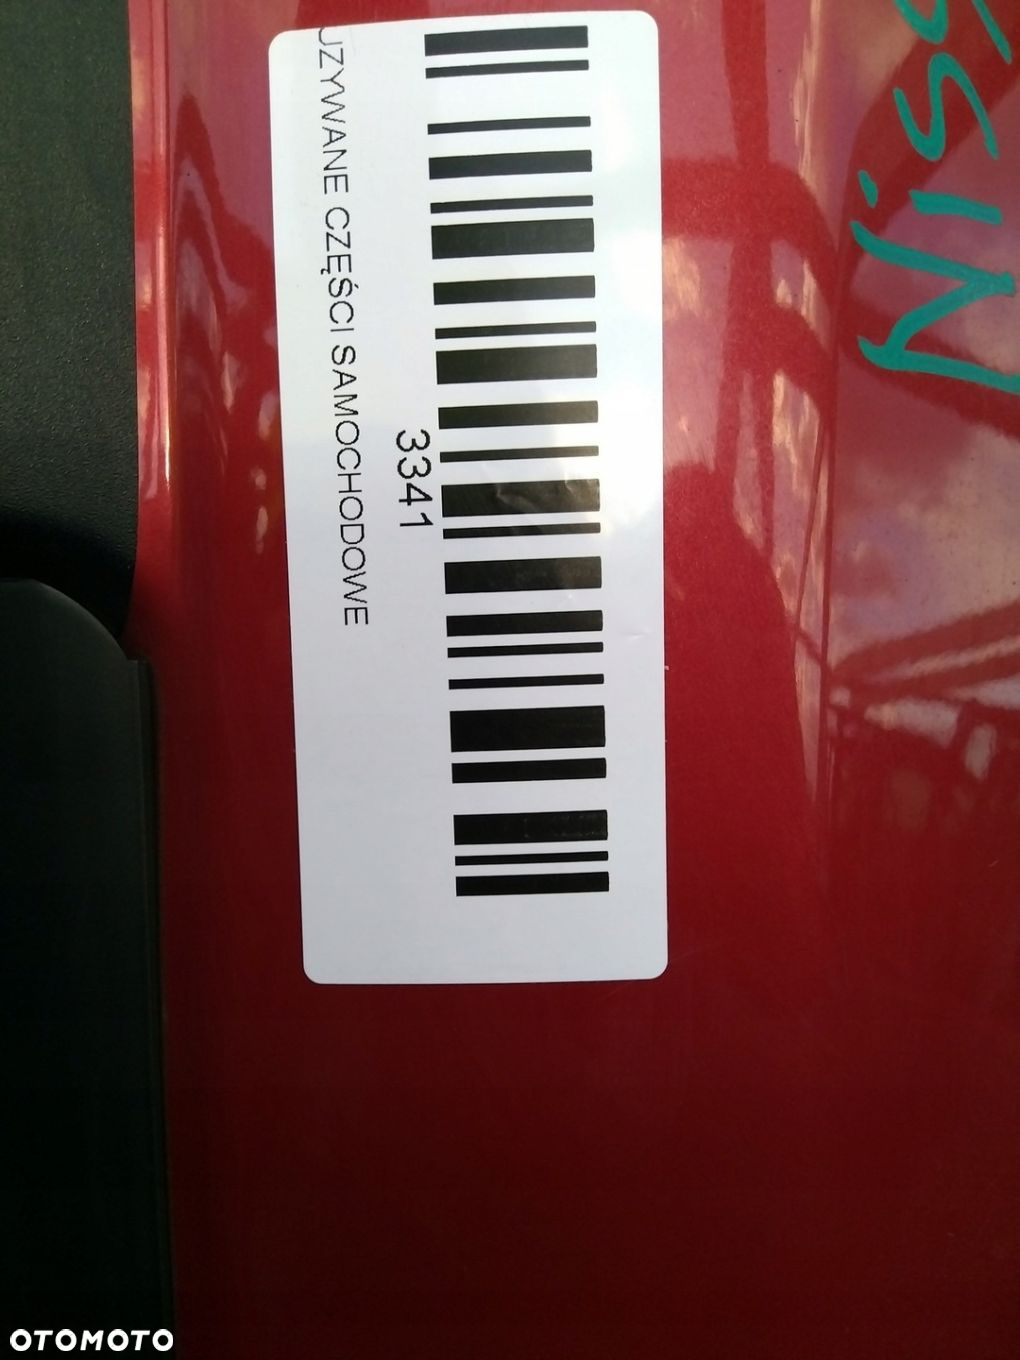 UZYWANE CZĘŚCI SAMOCHODOWE
3341
OTOMOTO